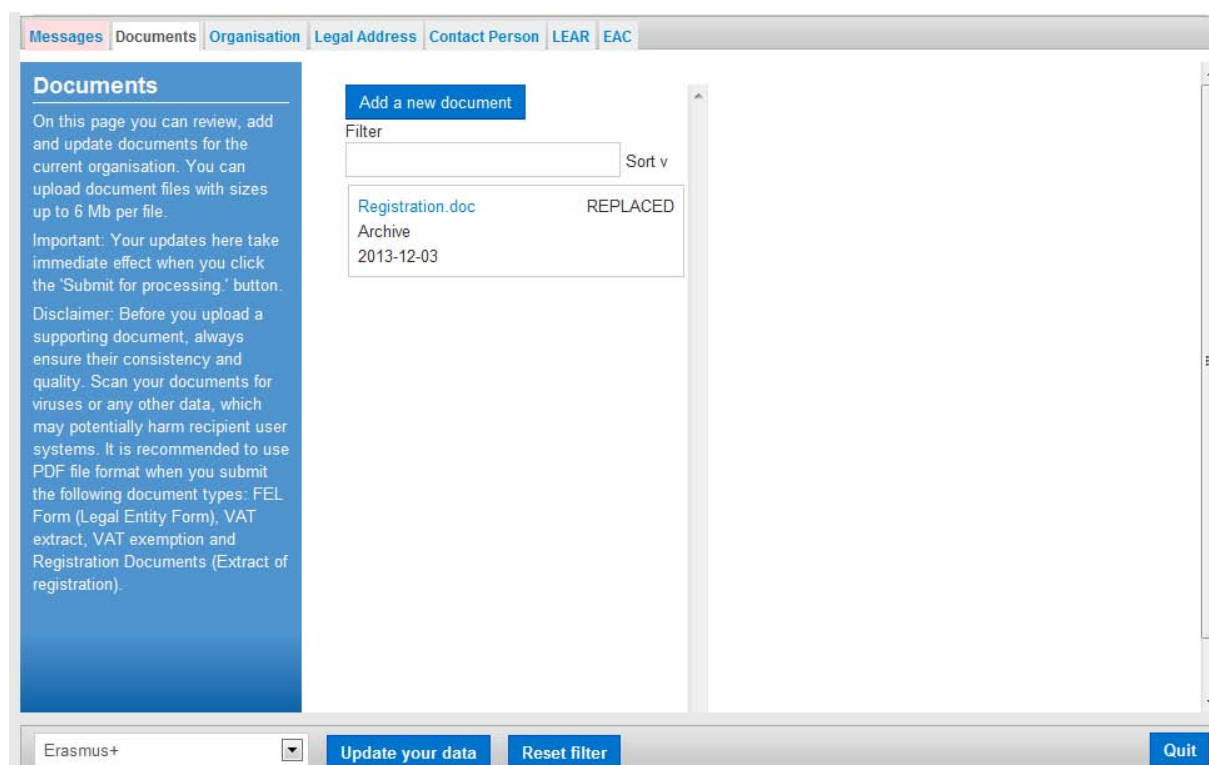 Messages Documents Organisation Legal Address Contact Person LEAR EAC
Documents
On this page you can review, add
and update documents for the
current organisation. You can
upload document files with sizes
up to 6 Mb per file.
Important: Your updates here take
immediate effect when you click
the 'Submit for processing.' button.
Disclaimer: Before you upload a
supporting document, always
ensure their consistency and
quality. Scan your documents for
viruses or any other data, which
may potentially harm recipient user
systems. It is recommended to use
PDF file format when you submit
the following document types: FEL
Form (Legal Entity Form), VAT
extract, VAT exemption and
Registration Documents (Extract of
registration).
Add a new document
Filter
Sort v
Registration.doc REPLACED
Archive
2013-12-03
Erasmus+ Update your data Reset filter Quit